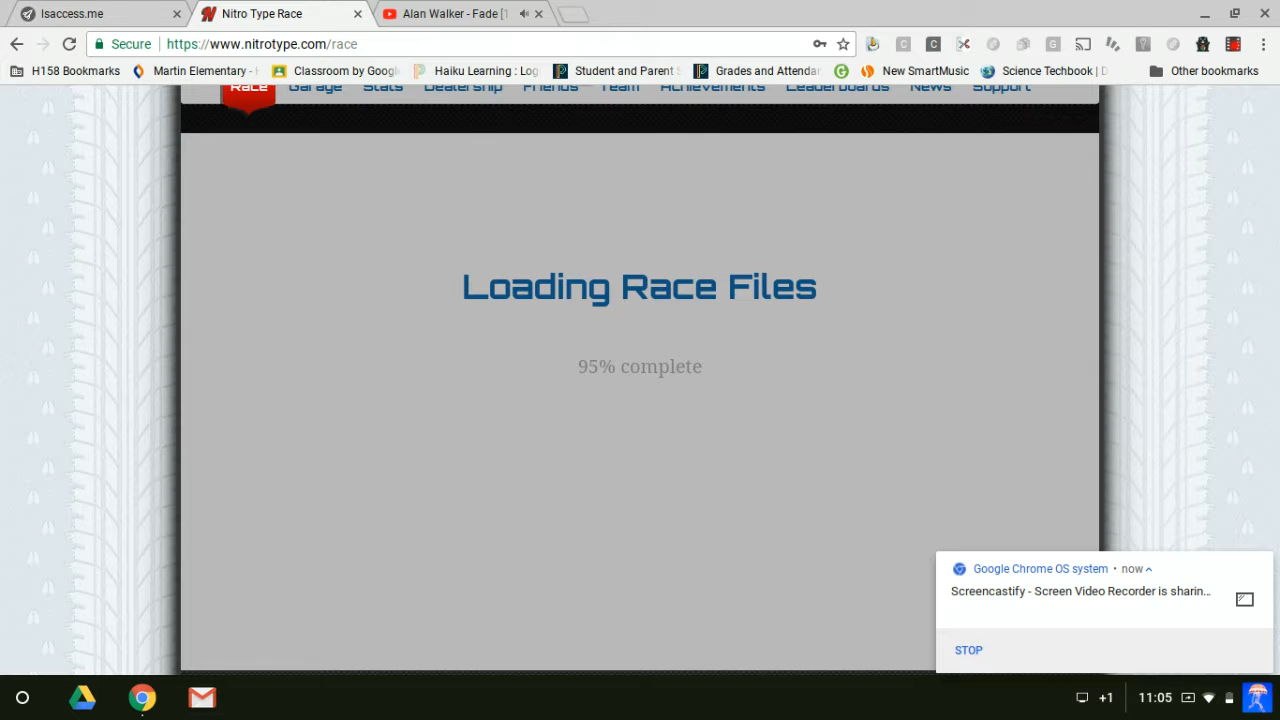 lsaccess.me
Nitro Type Race
Alan Walker - Fade [
Secure https://www.nitrotype.com/race
H158 Bookmarks Martin Elementary - Classroom by Googl Haiku Learning : Log Student and Parent Grades and Attendan New SmartMusic Science Techbook Other bookmarks
Race Garage Stats Dealership Friends Team Achievements Leaderboards News Support
Loading Race Files
95% complete
Google Chrome OS system • now
Screencastify - Screen Video Recorder is sharin...
STOP
+1 11:05